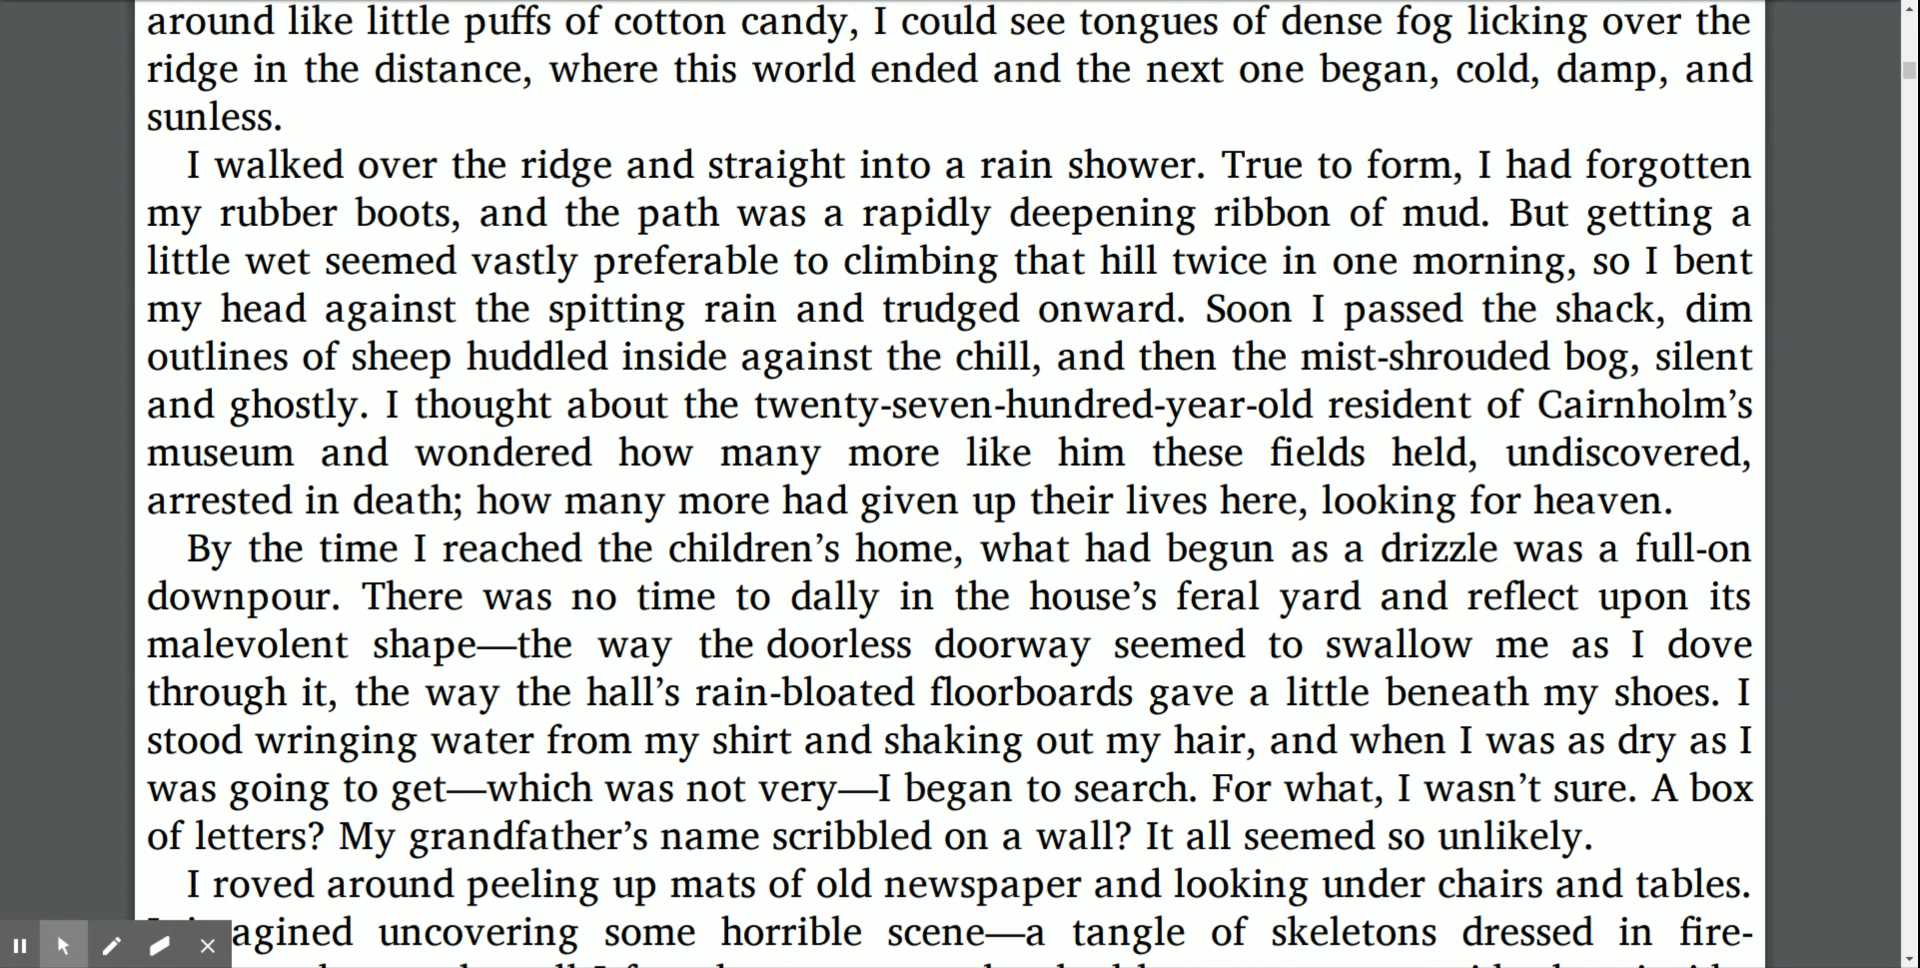 around like little puffs of cotton candy, I could see tongues of dense fog licking over the
ridge in the distance, where this world ended and the next one began, cold, damp, and
sunless.
I walked over the ridge and straight into a rain shower. True to form, I had forgotten
my rubber boots, and the path was a rapidly deepening ribbon of mud. But getting a
little wet seemed vastly preferable to climbing that hill twice in one morning, so I bent
my head against the spitting rain and trudged onward. Soon I passed the shack, dim
outlines of sheep huddled inside against the chill, and then the mist-shrouded bog, silent
and ghostly. I thought about the twenty-seven-hundred-year-old resident of Cairnholm’s
museum and wondered how many more like him these fields held, undiscovered,
arrested in death; how many more had given up their lives here, looking for heaven.
By the time I reached the children’s home, what had begun as a drizzle was a full-on
downpour. There was no time to dally in the house’s feral yard and reflect upon its
malevolent shape—the way the doorless doorway seemed to swallow me as I dove
through it, the way the hall’s rain-bloated floorboards gave a little beneath my shoes. I
stood wringing water from my shirt and shaking out my hair, and when I was as dry as I
was going to get—which was not very—I began to search. For what, I wasn’t sure. A box
of letters? My grandfather’s name scribbled on a wall? It all seemed so unlikely.
I roved around peeling up mats of old newspaper and looking under chairs and tables.
agined uncovering some horrible scene—a tangle of skeletons dressed in fire-